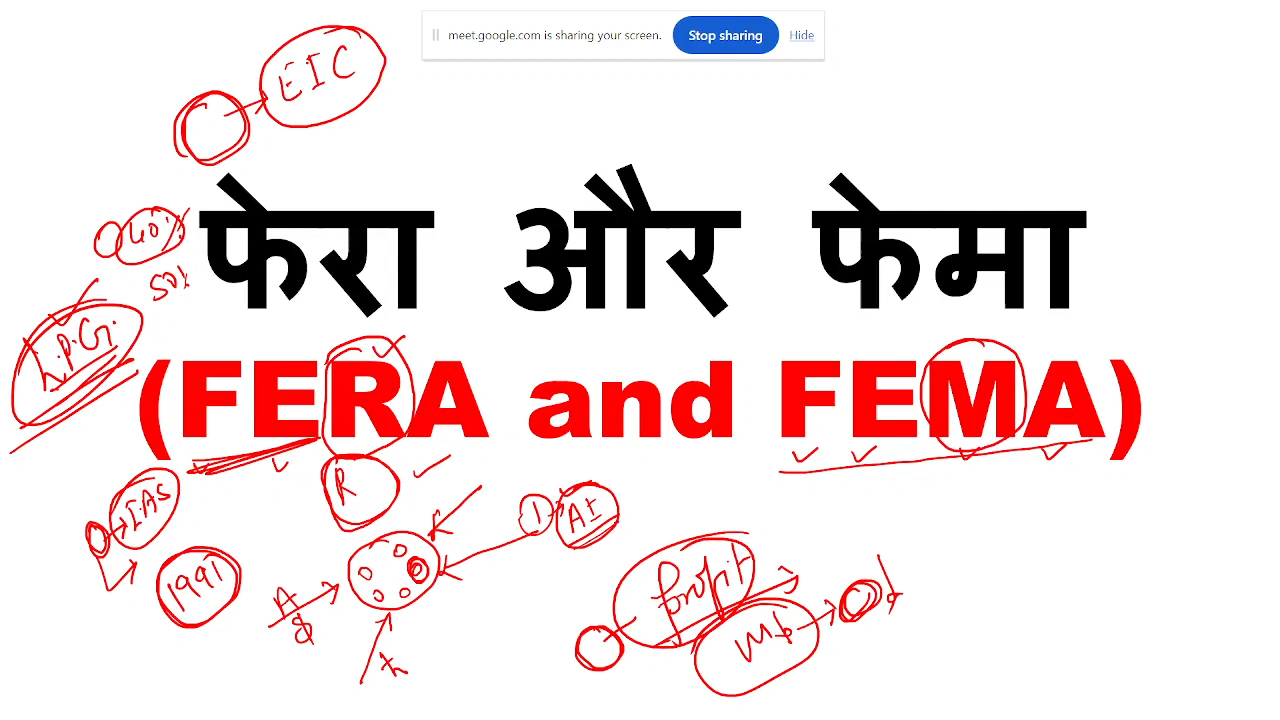 meet.google.com is sharing your screen. Stop sharing Hide
EIC
फेरा और फेमा
40%
50%
L.P.G.
(FERA and FEMA)
R
IAS
1991
A
$
1
Profit